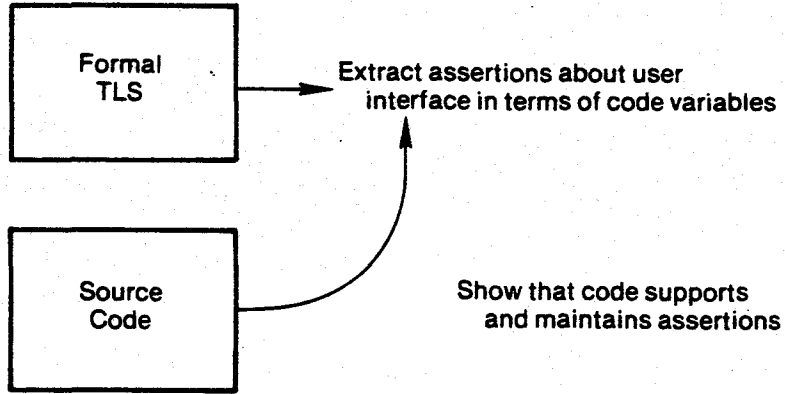 Formal
TLS
Extract assertions about user
interface in terms of code variables
Source
Code
Show that code supports
and maintains assertions